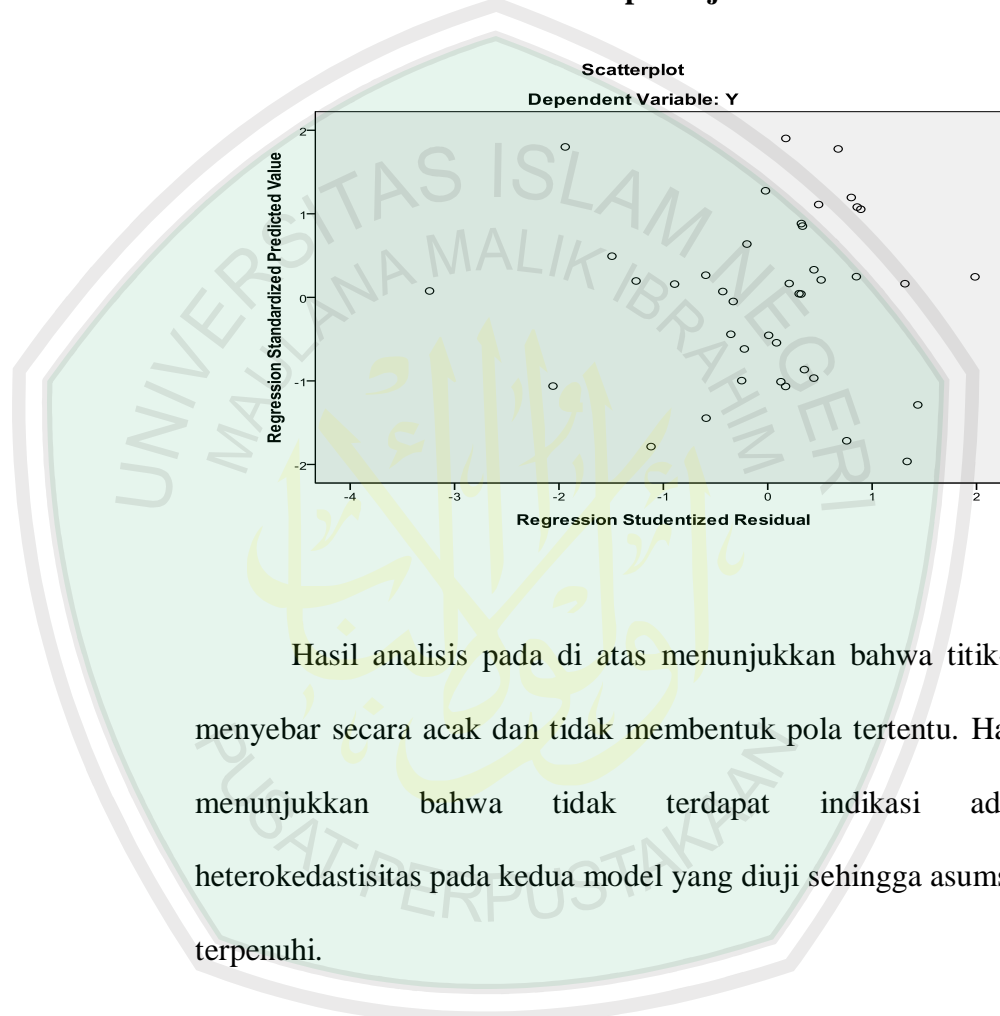 Scatterplot
Dependent Variable: Y
Regression Standardized Predicted Value
2
1
0
-1
-2
-4 -3 -2 -1 0 1 2
Regression Studentized Residual
UNIVERSITAS ISLAM NEGERI
MAULANA MALIK IBRAHIM
Hasil analisis pada di atas menunjukkan bahwa titik-
menyebar secara acak dan tidak membentuk pola tertentu. Ha
menunjukkan bahwa tidak terdapat indikasi ad
heterokedastisitas pada kedua model yang diuji sehingga asums
terpenuhi.
PUSAT PERPUSTAKAAN